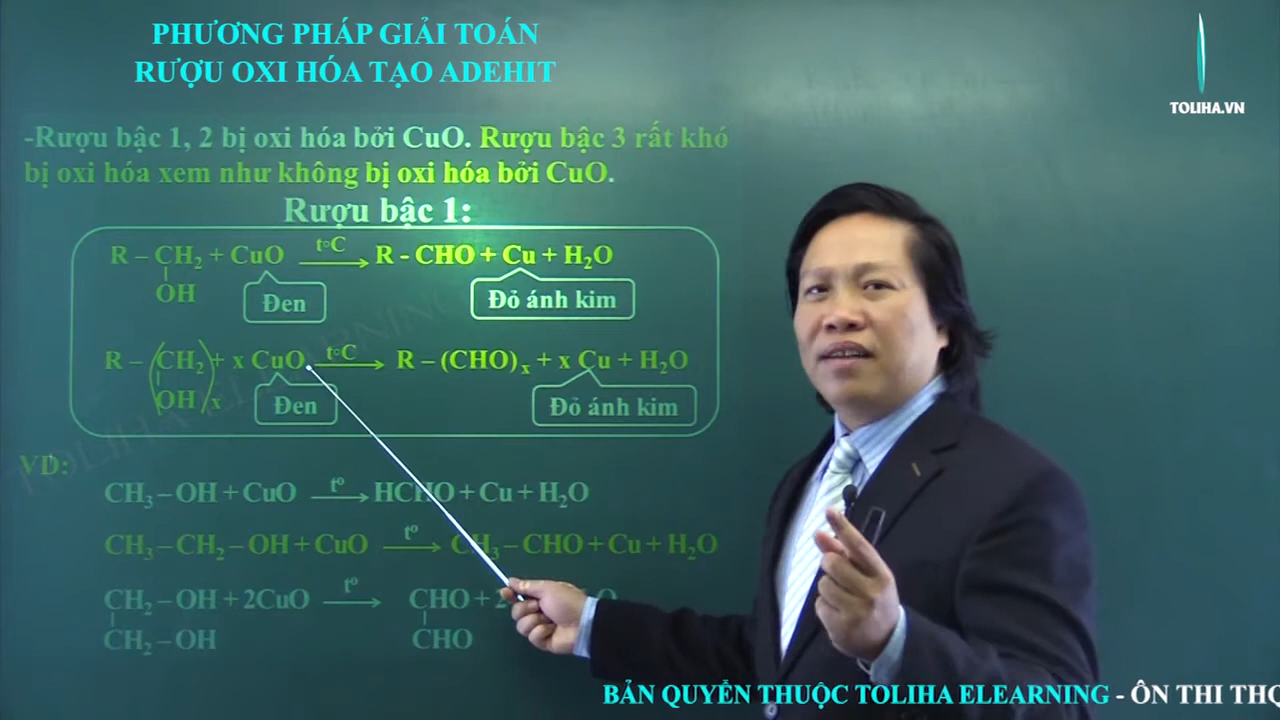 PHƯƠNG PHÁP GIẢI TOÁN
RƯỢU OXI HÓA TẠO ADEHIT
TOLIHA.VN
-Rượu bậc 1, 2 bị oxi hóa bởi CuO. Rượu bậc 3 rất khó
bị oxi hóa xem như không bị oxi hóa bởi CuO.
Rượu bậc 1:
R – CH₂ + CuO t°C → R - CHO + Cu + H₂O
OH
Đen
Đỏ ánh kim
R – (CH₂) + x CuO t°C → R – (CHO)ₓ + x Cu + H₂O
OH x
Đen
Đỏ ánh kim
VD:
CH₃ – OH + CuO t° → HCHO + Cu + H₂O
CH₃ – CH₂ – OH + CuO t° → CH₃ – CHO + Cu + H₂O
CH₂ – OH + 2CuO t° → CHO + 2
CH₂ – OH CHO
BẢN QUYỀN THUỘC TOLIHA ELEARNING - ÔN THI